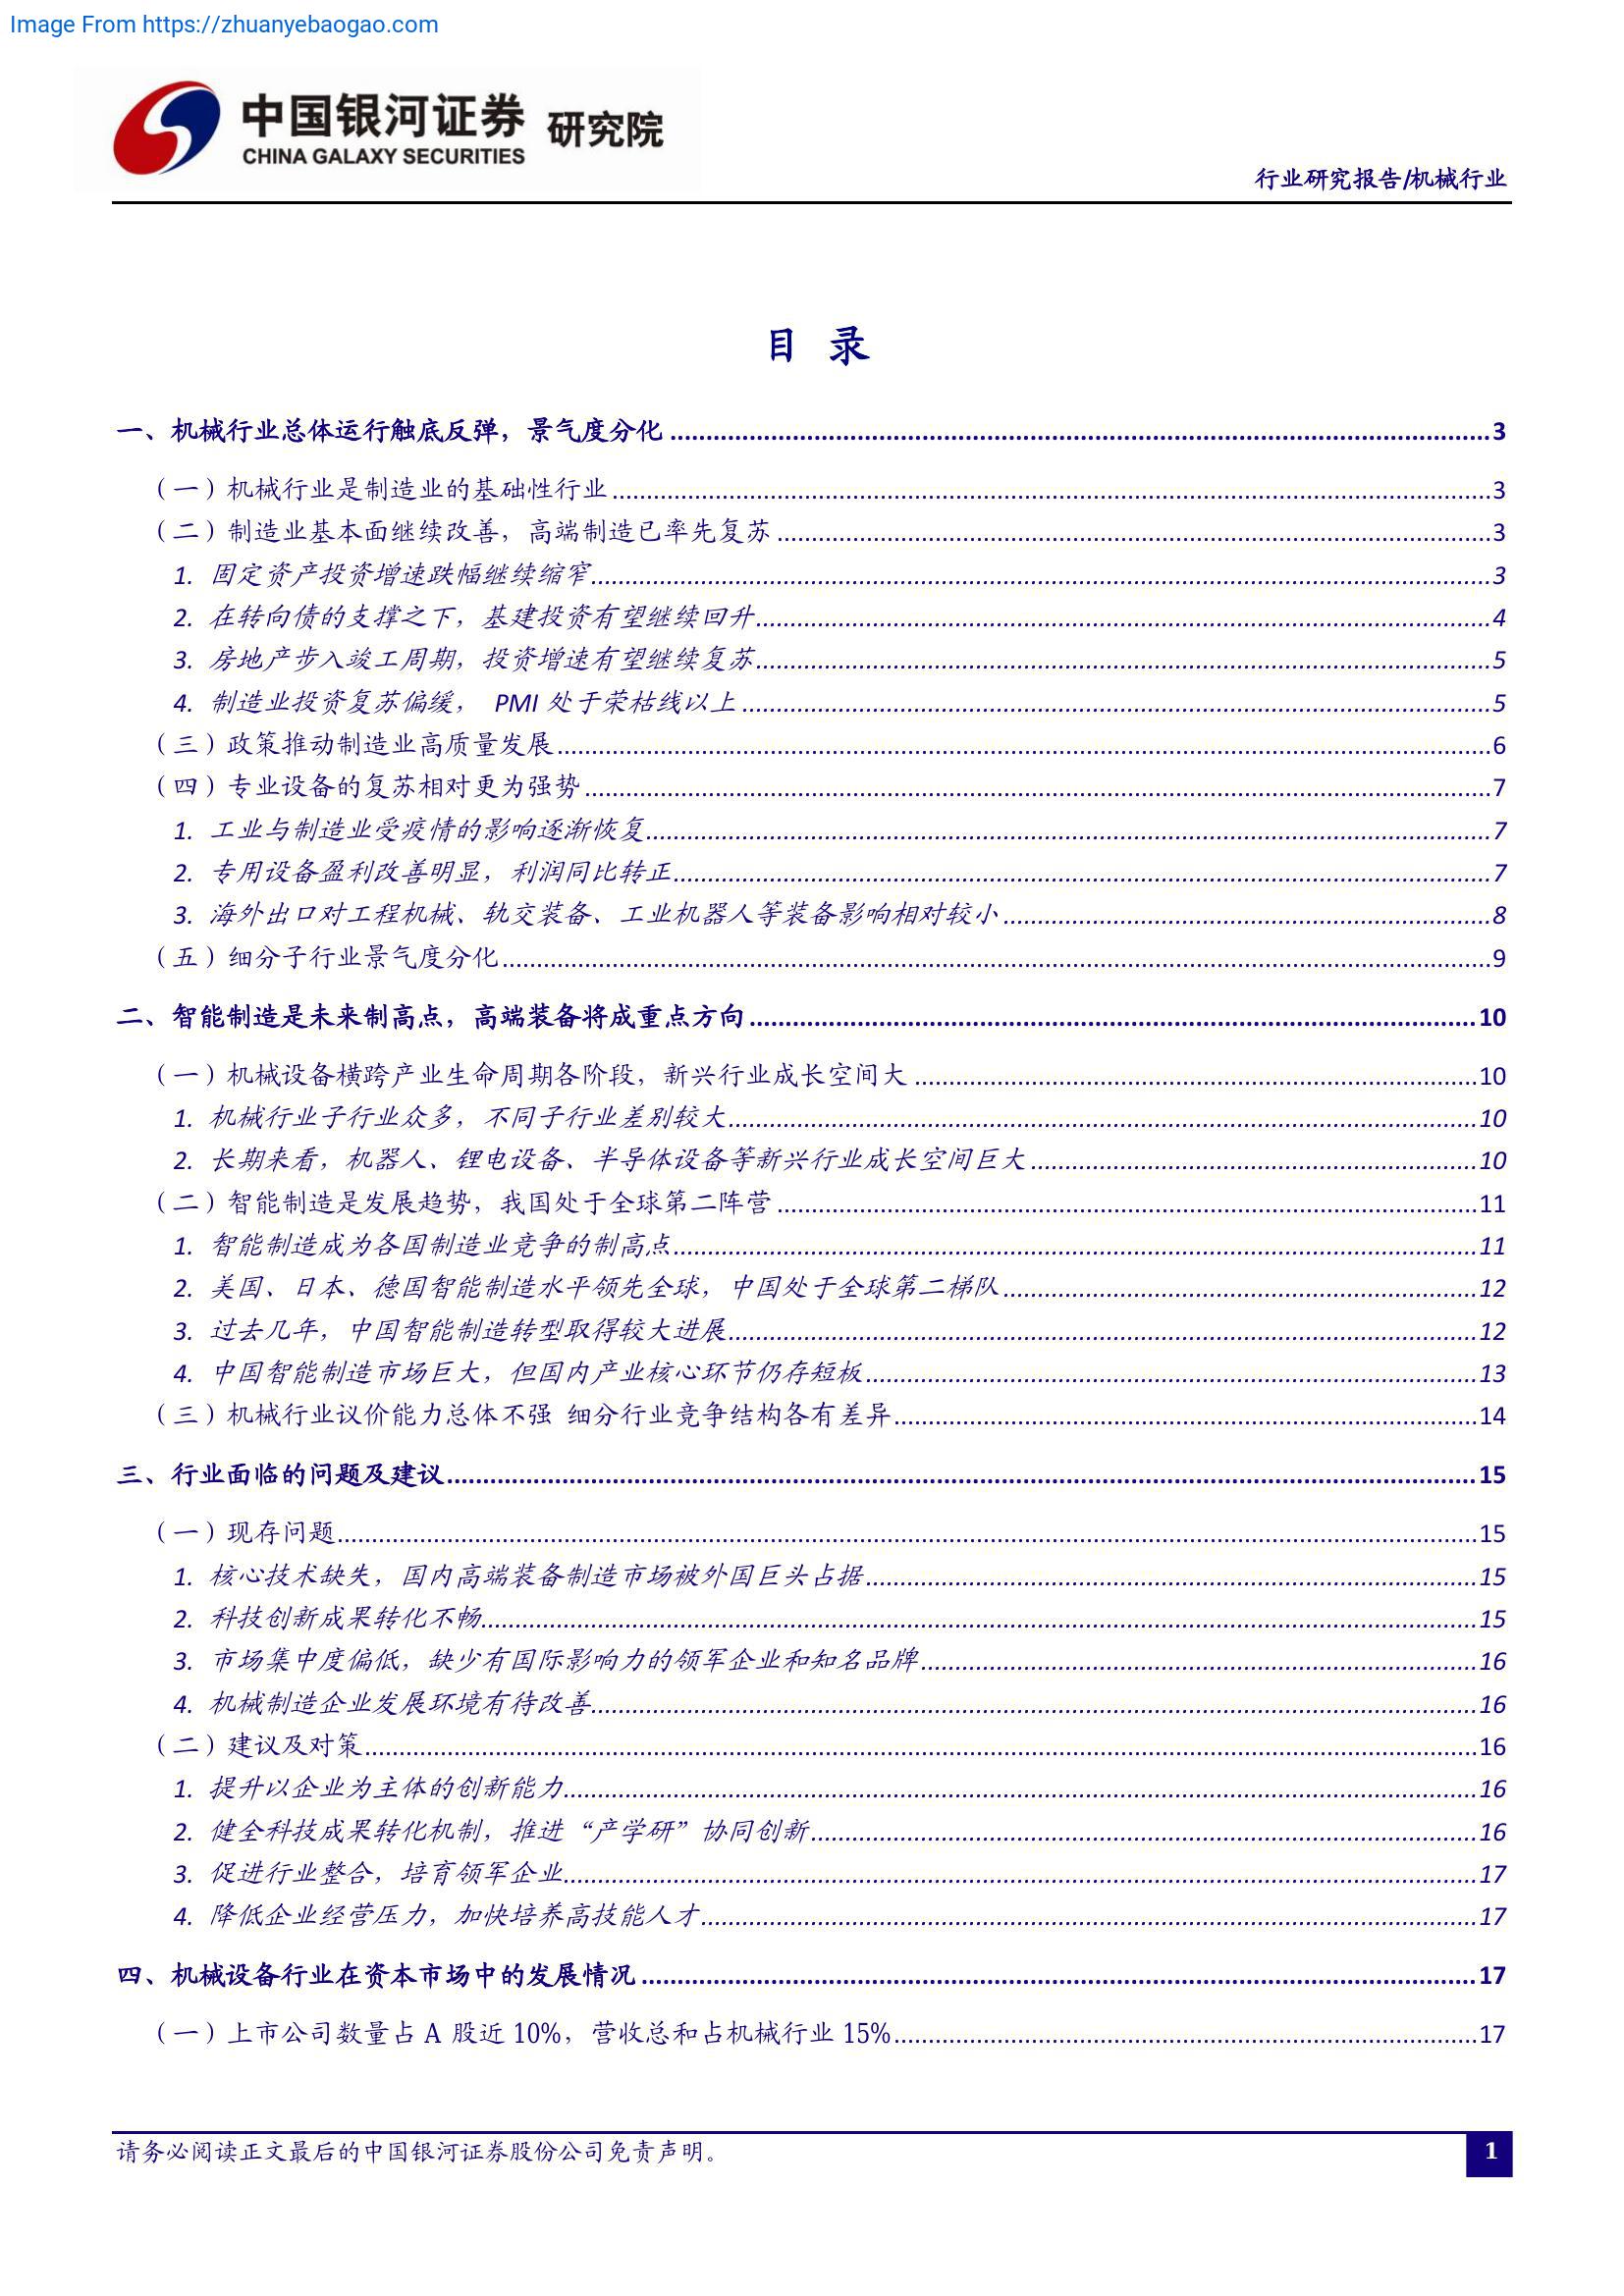 Image From https://zhuanyebaogao.com
中国银河证券 研究院
CHINA GALAXY SECURITIES
行业研究报告/机械行业
目 录
一、机械行业总体运行触底反弹，景气度分化 3
（一）机械行业是制造业的基础性行业 3
（二）制造业基本面继续改善，高端制造已率先复苏 3
1. 固定资产投资增速跌幅继续缩窄 3
2. 在转向债的支撑之下，基建投资有望继续回升 4
3. 房地产步入竣工周期，投资增速有望继续复苏 5
4. 制造业投资复苏偏缓， PMI 处于荣枯线以上 5
（三）政策推动制造业高质量发展 6
（四）专业设备的复苏相对更为强势 7
1. 工业与制造业受疫情的影响逐渐恢复 7
2. 专用设备盈利改善明显，利润同比转正 7
3. 海外出口对工程机械、轨交装备、工业机器人等装备影响相对较小 8
（五）细分子行业景气度分化 9
二、智能制造是未来制高点，高端装备将成重点方向 10
（一）机械设备横跨产业生命周期各阶段，新兴行业成长空间大 10
1. 机械行业子行业众多，不同子行业差别较大 10
2. 长期来看，机器人、锂电设备、半导体设备等新兴行业成长空间巨大 10
（二）智能制造是发展趋势，我国处于全球第二阵营 11
1. 智能制造成为各国制造业竞争的制高点 11
2. 美国、日本、德国智能制造水平领先全球，中国处于全球第二梯队 12
3. 过去几年，中国智能制造转型取得较大进展 12
4. 中国智能制造市场巨大，但国内产业核心环节仍存短板 13
（三）机械行业议价能力总体不强 细分行业竞争结构各有差异 14
三、行业面临的问题及建议 15
（一）现存问题 15
1. 核心技术缺失，国内高端装备制造市场被外国巨头占据 15
2. 科技创新成果转化不畅 15
3. 市场集中度偏低，缺少有国际影响力的领军企业和知名品牌 16
4. 机械制造企业发展环境有待改善 16
（二）建议及对策 16
1. 提升以企业为主体的创新能力 16
2. 健全科技成果转化机制，推进“产学研”协同创新 16
3. 促进行业整合，培育领军企业 17
4. 降低企业经营压力，加快培养高技能人才 17
四、机械设备行业在资本市场中的发展情况 17
（一）上市公司数量占 A 股近 10%，营收总和占机械行业 15% 17
请务必阅读正文最后的中国银河证券股份公司免责声明。
1